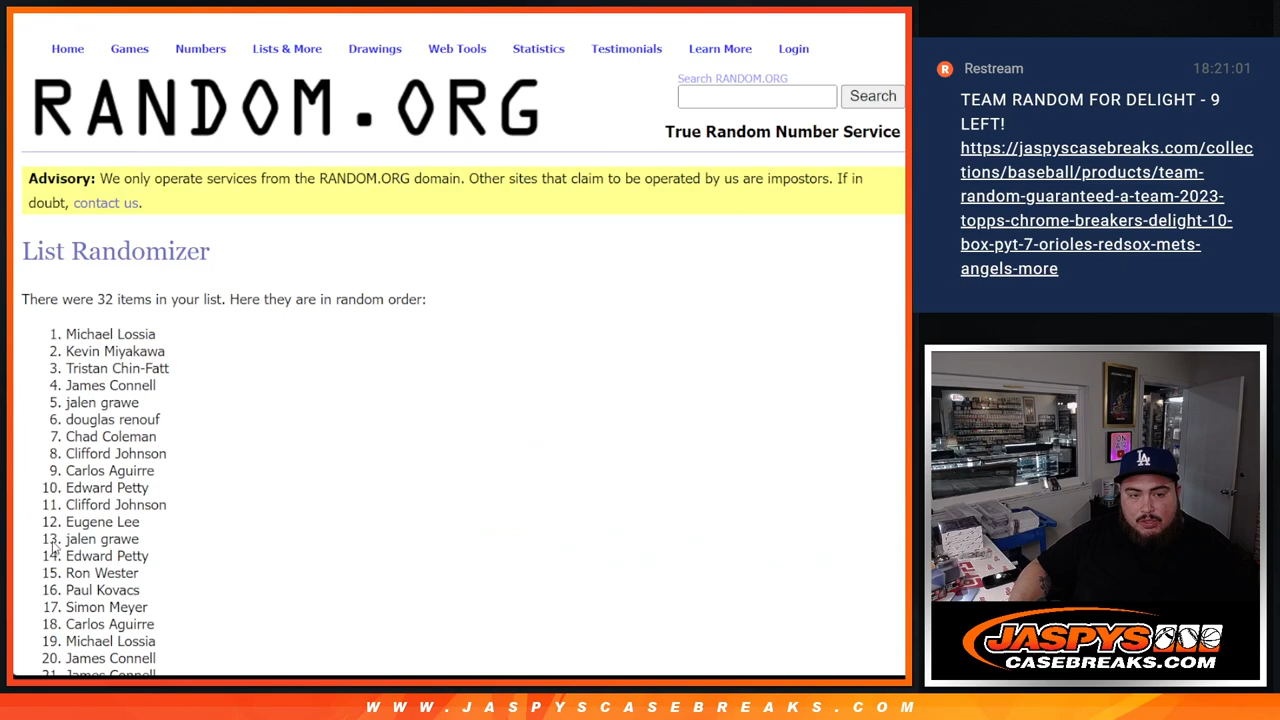 Home Games Numbers Lists & More Drawings Web Tools Statistics Testimonials Learn More Login
RANDOM.ORG
Search RANDOM.ORG
Search
True Random Number Service
Advisory: We only operate services from the RANDOM.ORG domain. Other sites that claim to be operated by us are impostors. If in
doubt, contact us.
List Randomizer
There were 32 items in your list. Here they are in random order:
1. Michael Lossia
2. Kevin Miyakawa
3. Tristan Chin-Fatt
4. James Connell
5. jalen grawe
6. douglas renouf
7. Chad Coleman
8. Clifford Johnson
9. Carlos Aguirre
10. Edward Petty
11. Clifford Johnson
12. Eugene Lee
13. jalen grawe
14. Edward Petty
15. Ron Wester
16. Paul Kovacs
17. Simon Meyer
18. Carlos Aguirre
19. Michael Lossia
20. James Connell
21. James Connell
R Restream 18:21:01
TEAM RANDOM FOR DELIGHT - 9
LEFT!
https://jaspyscasebreaks.com/collec
tions/baseball/products/team-
random-guaranteed-a-team-2023-
topps-chrome-breakers-delight-10-
box-pyt-7-orioles-redsox-mets-
angels-more
LA
JASPYS
CASEBREAKS.COM
WWW.JASPYSCASEBREAKS.COM